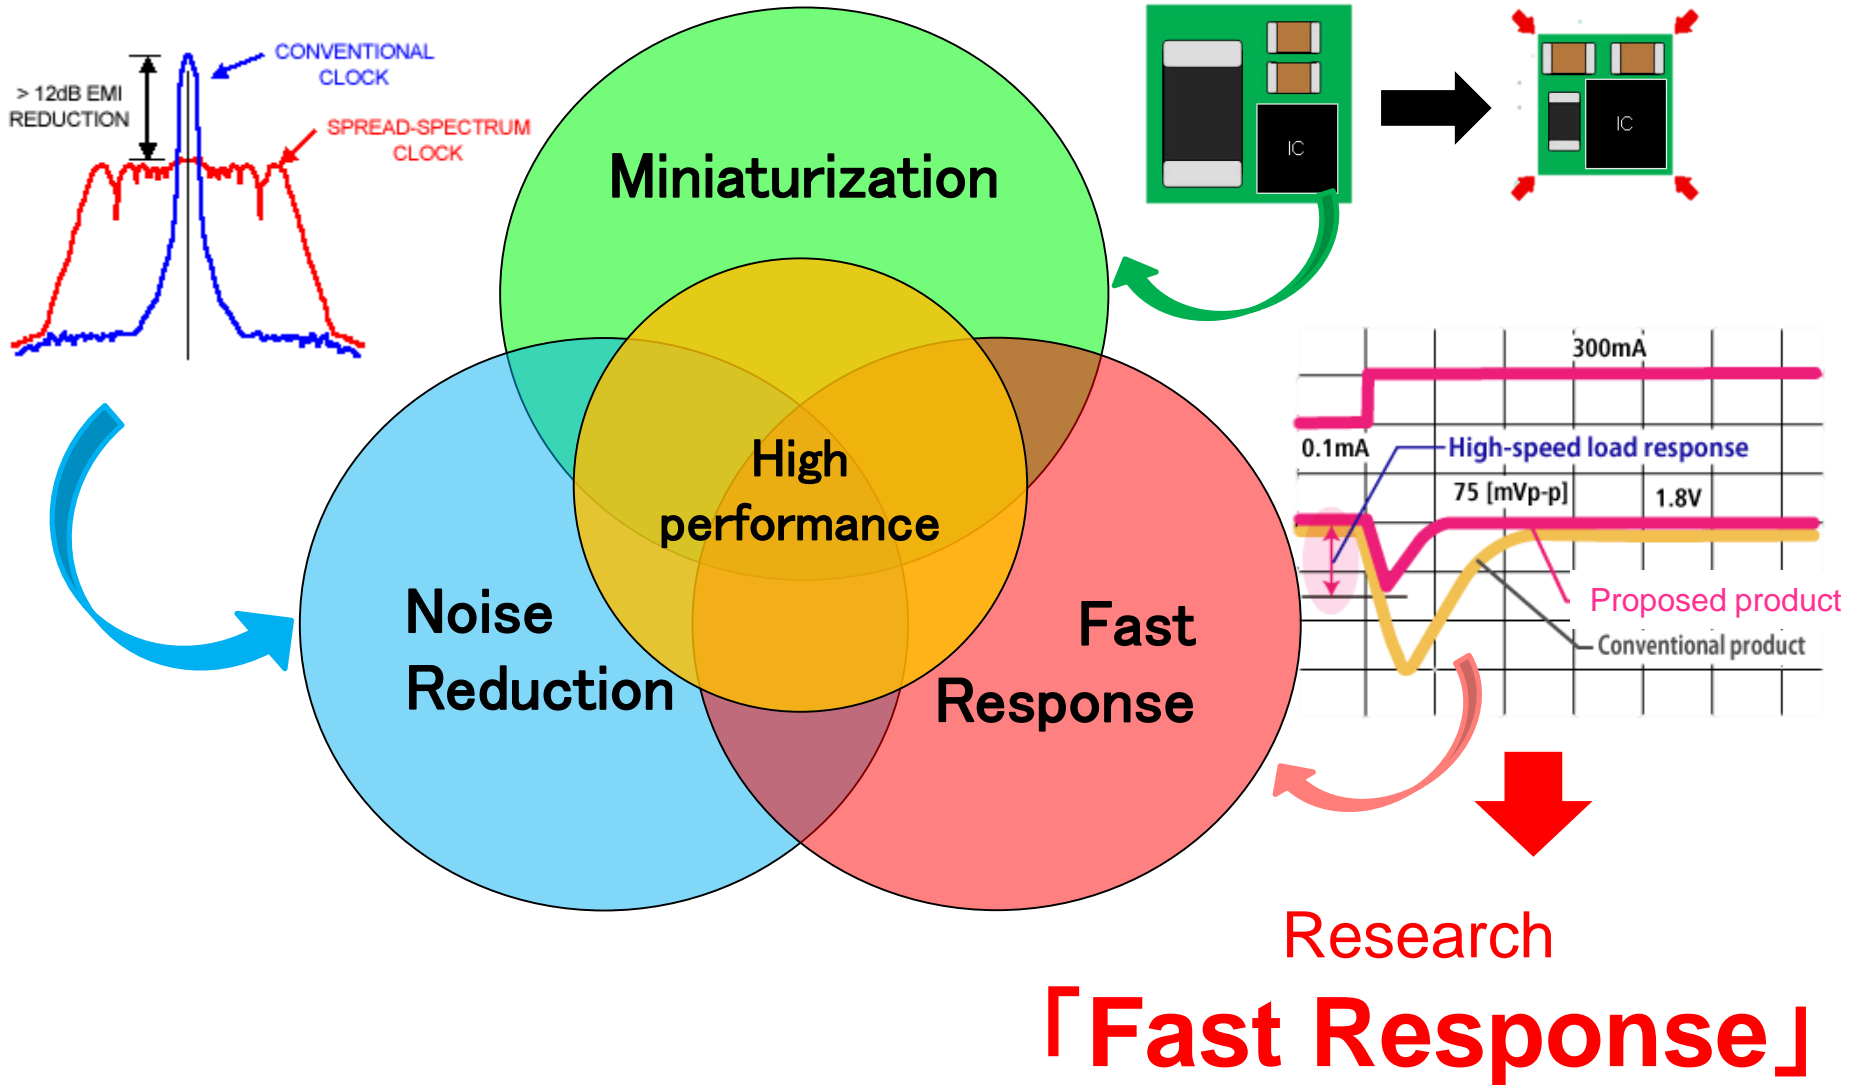 CONVENTIONAL
CLOCK
> 12dB EMI
REDUCTION
SPREAD-SPECTRUM
CLOCK
Miniaturization
IC
IC
High
performance
Noise
Reduction
Fast
Response
300mA
0.1mA
High-speed load response
75 [mVp-p]
1.8V
Proposed product
Conventional product
Research
「Fast Response」